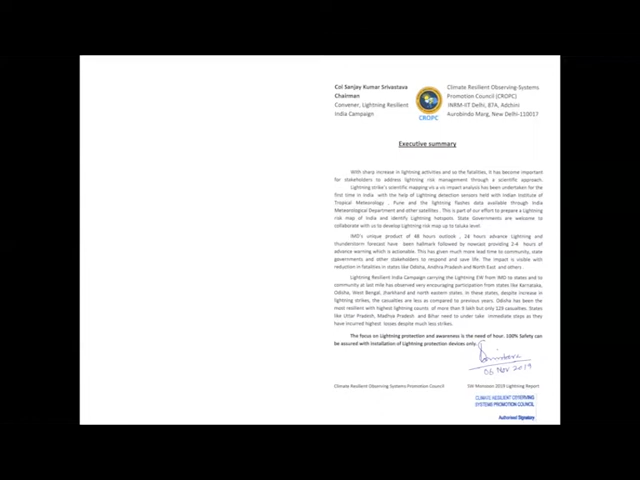 Col Sanjay Kumar Srivastava
Chairman
Convener, Lightning Resilient
India Campaign
CROPC
Climate Resilient Observing-Systems
Promotion Council (CROPC)
INRM-IIT Delhi, 87A, Adchini
Aurobindo Marg, New Delhi-110017
Executive summary
With sharp increase in lightning activities and so the fatalities, it has become important
for stakeholders to address lightning risk management through a scientific approach.
Lightning strike's scientific mapping vis a vis impact analysis has been undertaken for the
first time in India with the help of Lightning detection sensors held with Indian Institute of
Tropical Meteorology , Pune and the lightning flashes data available through India
Meteorological Department and other satellites . This is part of our effort to prepare a Lightning
risk map of India and identify Lightning hotspots. State Governments are welcome to
collaborate with us to develop Lightning risk map up to taluke level.
IMD's unique product of 48 hours outlook , 24 hours advance Lightning and
thunderstorm forecast have been hallmark followed by nowcast providing 2-4 hours of
advance warning which is actionable. This has given much more lead time to community, state
governments and other stakeholders to respond and save life. The impact is visible with
reduction in fatalities in states like Odisha, Andhra Pradesh and North East and others .
Lightning Resilient India Campaign carrying the Lightning EW from IMD to states and to
community at last mile has observed very encouraging participation from states like Karnataka,
Odisha, West Bengal, Jharkhand and north eastern states. In these states, despite increase in
lightning strikes, the casualties are less as compared to previous years. Odisha has been the
most resilient with highest lightning counts of more than 9 lakh but only 129 casualties. States
like Uttar Pradesh, Madhya Pradesh and Bihar need to under take immediate steps as they
have incurred highest losses despite much less strikes.
The focus on Lightning protection and awareness is the need of hour. 100% Safety can
be assured with installation of Lightning protection devices only.
06 Nov 2019
Climate Resilient Observing Systems Promotion Council
SW Monsoon 2019 Lightning Report
CLIMATE RESILIENT OBSERVING
SYSTEMS PROMOTION COUNCIL
Authorised Signatory